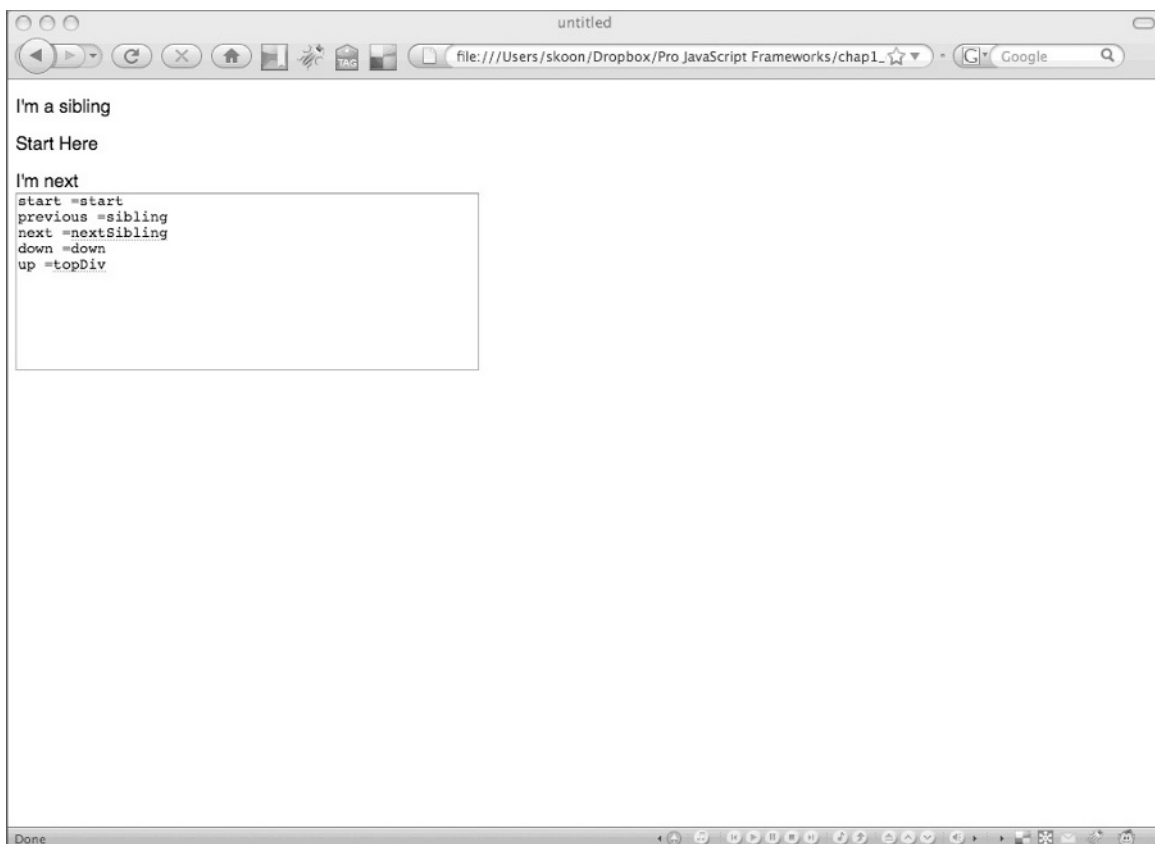 untitled
TAG
file:///Users/skoon/Dropbox/Pro JavaScript Frameworks/chap1_
G
Google
I'm a sibling
Start Here
I'm next
start =start
previous =sibling
next =nextSibling
down =down
up =topDiv
Done